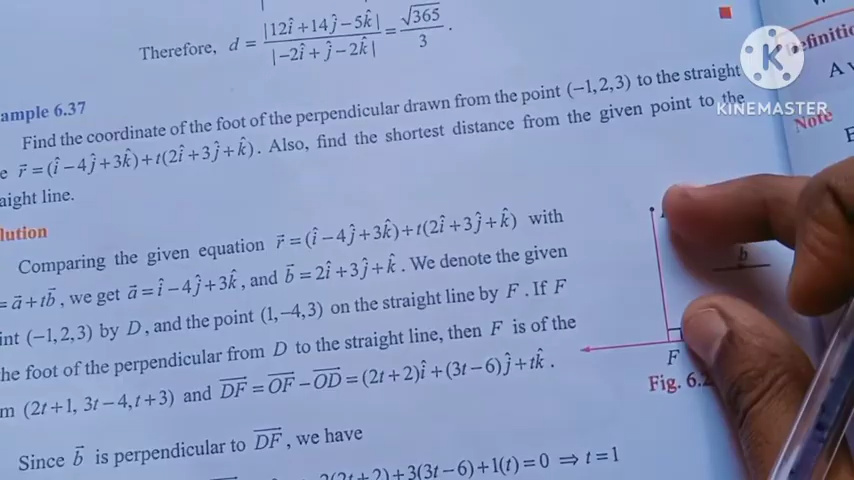 Therefore, d = |12î +14ĵ −5k̂| / |−2î + ĵ −2k̂| = √365 / 3 .
ample 6.37
Find the coordinate of the foot of the perpendicular drawn from the point (−1,2,3) to the straight
e r⃗ = (î −4ĵ +3k̂)+t(2î +3ĵ + k̂). Also, find the shortest distance from the given point to the
aight line.
lution
Comparing the given equation r⃗ = (î −4ĵ +3k̂)+t(2î +3ĵ + k̂) with
= a⃗ + tb⃗, we get a⃗ = î −4ĵ +3k̂, and b⃗ = 2î +3ĵ + k̂. We denote the given
int (−1,2,3) by D, and the point (1,−4,3) on the straight line by F. If F
he foot of the perpendicular from D to the straight line, then F is of the
m (2t+1, 3t−4,t+3) and DF⃗ = OF⃗ − OD⃗ = (2t+2)î +(3t−6)ĵ +tk̂.
Since b⃗ is perpendicular to DF⃗, we have
2(2t+2)+3(3t−6)+1(t)=0 ⇒ t=1
b⃗
F
Fig. 6.2
KINEMASTER
Definitio
A v
Note